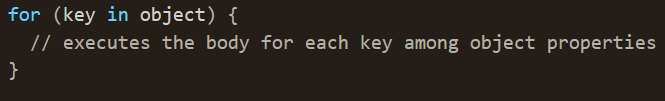 for (key in object) {
  // executes the body for each key among object properties
}